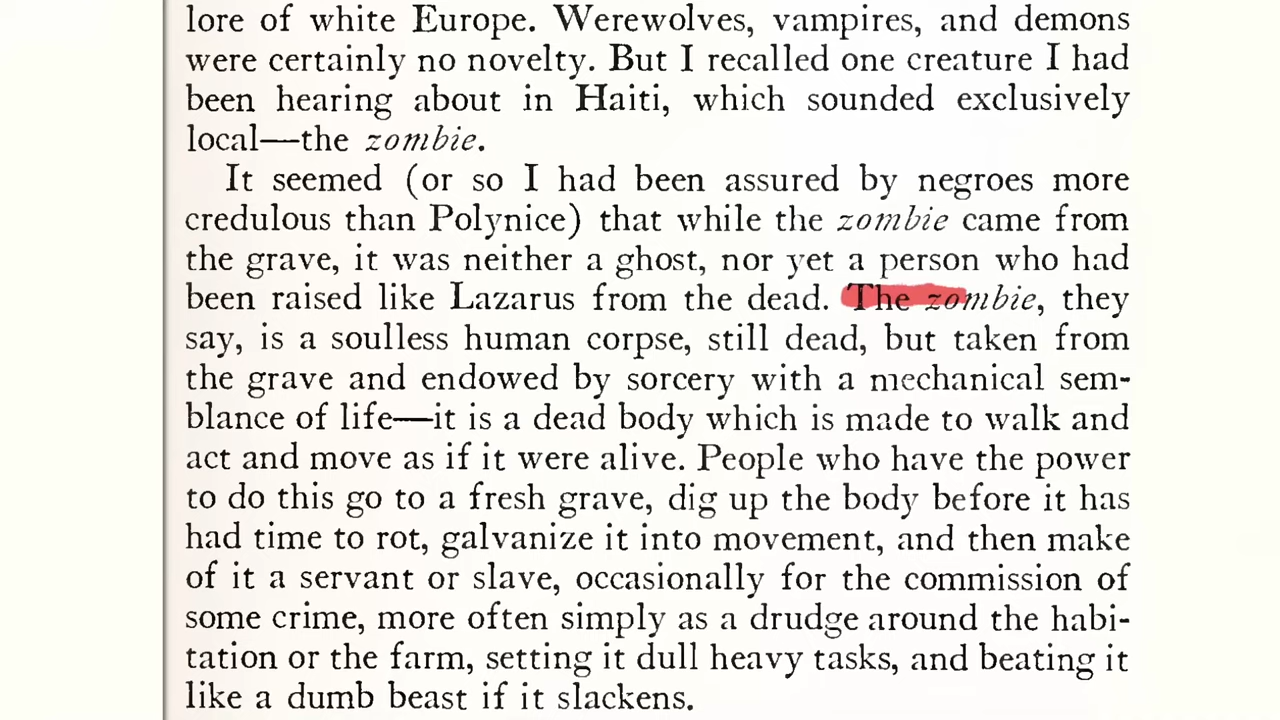 lore of white Europe. Werewolves, vampires, and demons
were certainly no novelty. But I recalled one creature I had
been hearing about in Haiti, which sounded exclusively
local—the zombie.
It seemed (or so I had been assured by negroes more
credulous than Polynice) that while the zombie came from
the grave, it was neither a ghost, nor yet a person who had
been raised like Lazarus from the dead. The zombie, they
say, is a soulless human corpse, still dead, but taken from
the grave and endowed by sorcery with a mechanical sem-
blance of life—it is a dead body which is made to walk and
act and move as if it were alive. People who have the power
to do this go to a fresh grave, dig up the body before it has
had time to rot, galvanize it into movement, and then make
of it a servant or slave, occasionally for the commission of
some crime, more often simply as a drudge around the habi-
tation or the farm, setting it dull heavy tasks, and beating it
like a dumb beast if it slackens.